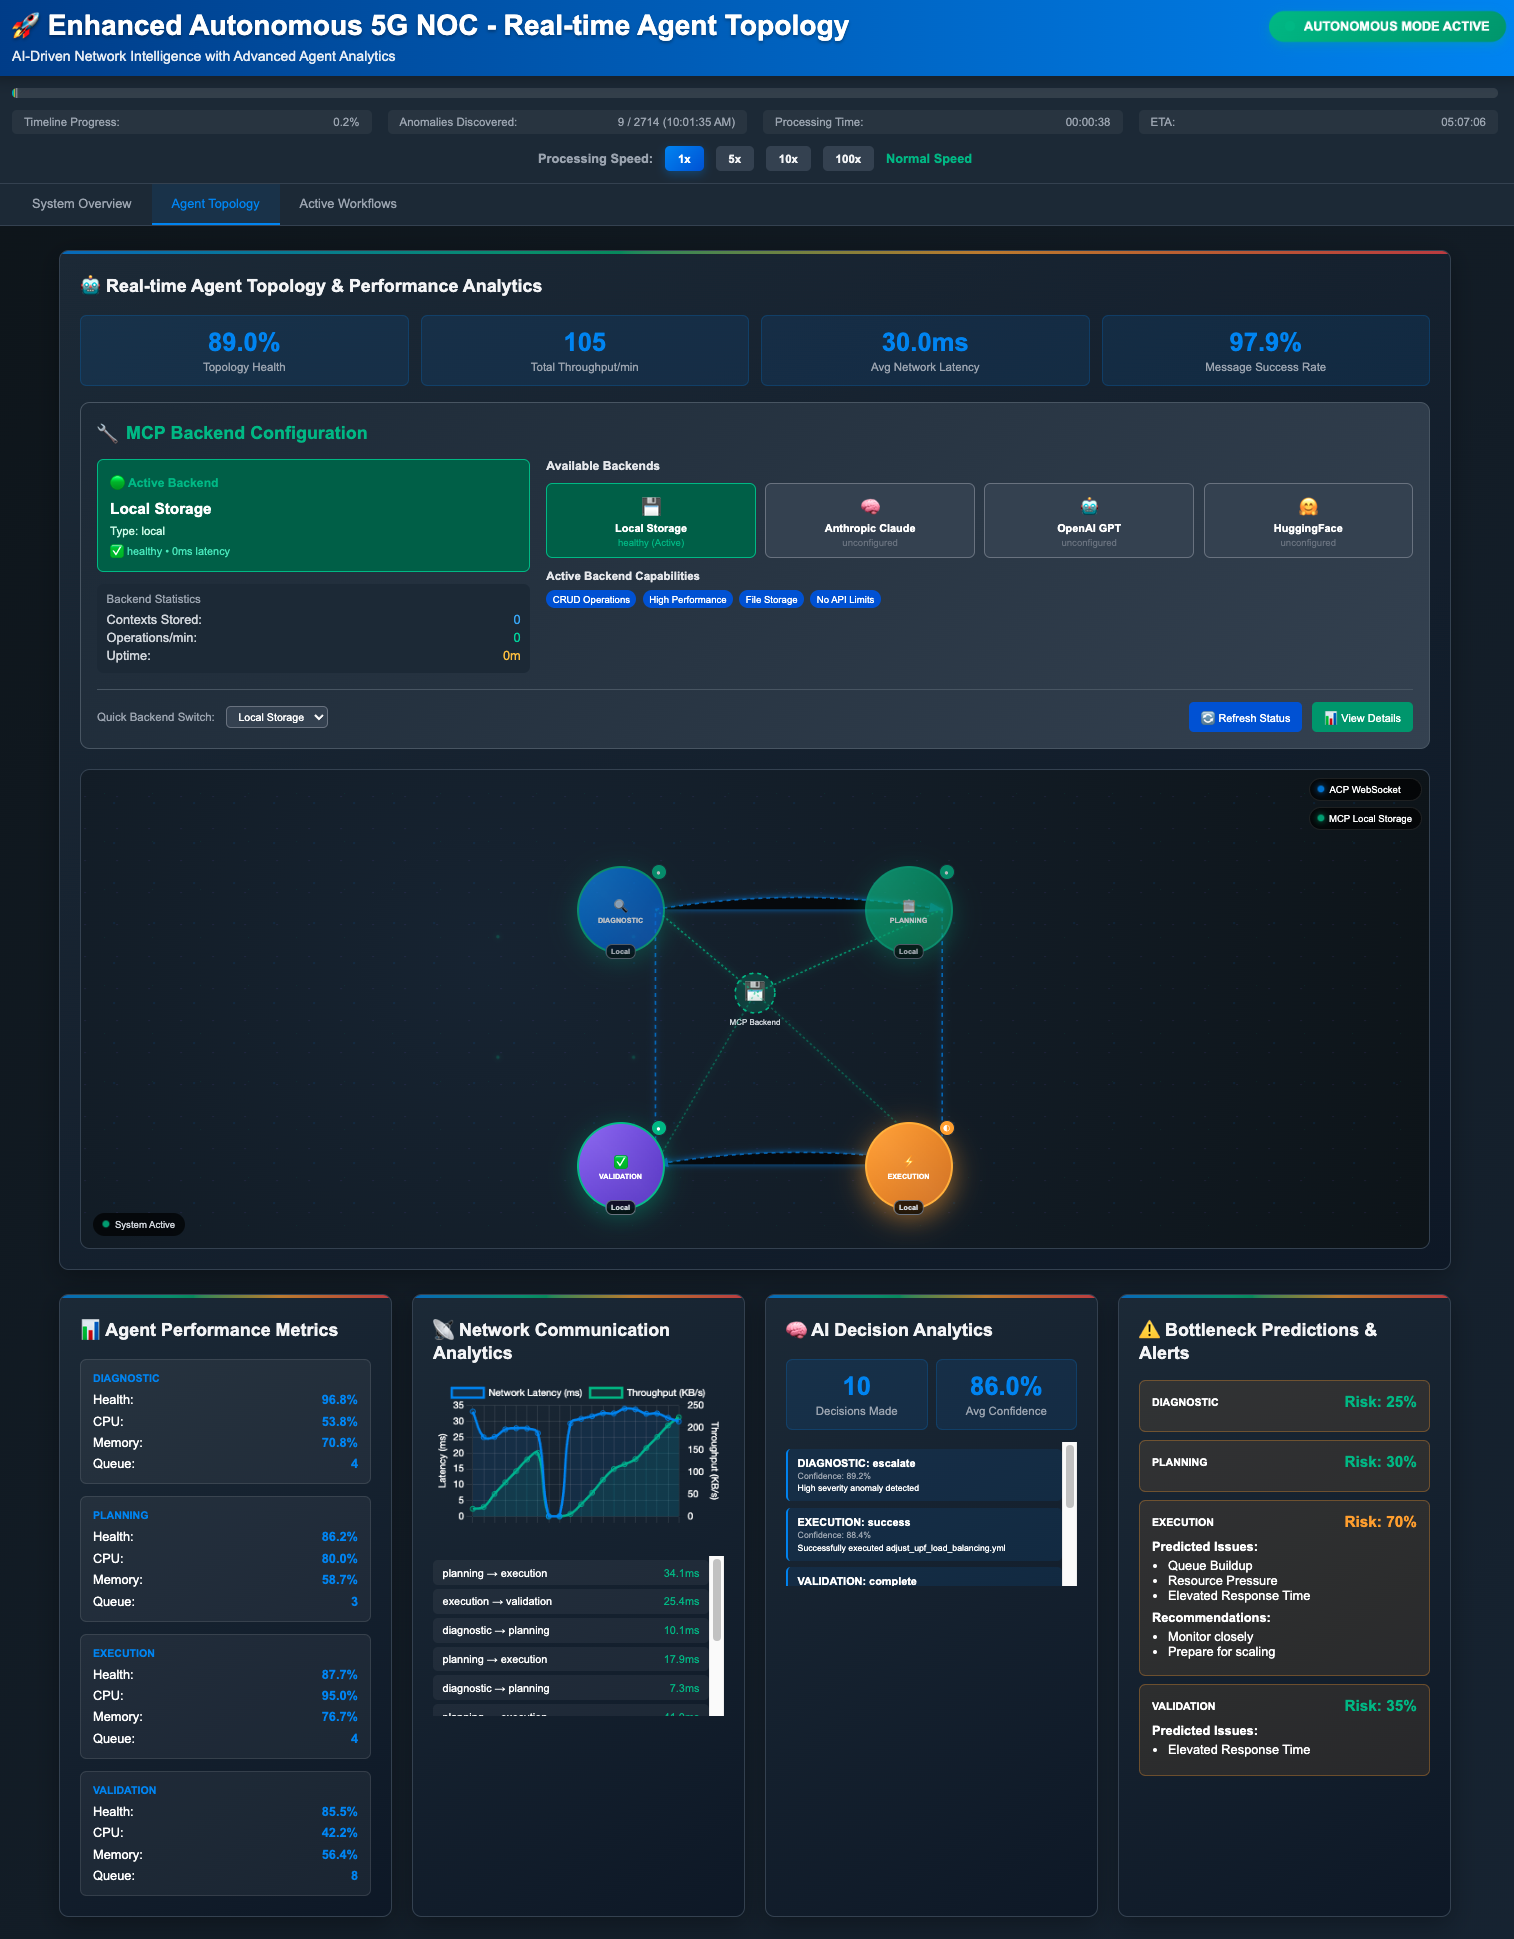 🚀 Enhanced Autonomous 5G NOC - Real-time Agent Topology
AI-Driven Network Intelligence with Advanced Agent Analytics
AUTONOMOUS MODE ACTIVE
Timeline Progress: 0.2%
Anomalies Discovered: 9 / 2714 (10:01:35 AM)
Processing Time: 00:00:38
ETA: 05:07:06
Processing Speed: 1x 5x 10x 100x Normal Speed
System Overview
Agent Topology
Active Workflows
🤖 Real-time Agent Topology & Performance Analytics
89.0%
Topology Health
105
Total Throughput/min
30.0ms
Avg Network Latency
97.9%
Message Success Rate
🔧 MCP Backend Configuration
🟢 Active Backend
Local Storage
Type: local
✅ healthy • 0ms latency
Backend Statistics
Contexts Stored: 0
Operations/min: 0
Uptime: 0m
Available Backends
💾
Local Storage
healthy (Active)
🧠
Anthropic Claude
unconfigured
🤖
OpenAI GPT
unconfigured
🤗
HuggingFace
unconfigured
Active Backend Capabilities
CRUD Operations
High Performance
File Storage
No API Limits
Quick Backend Switch: Local Storage
🔄 Refresh Status
📊 View Details
ACP WebSocket
MCP Local Storage
DIAGNOSTIC
Local
PLANNING
Local
MCP Backend
VALIDATION
Local
EXECUTION
Local
System Active
📊 Agent Performance Metrics
DIAGNOSTIC
Health: 96.8%
CPU: 53.8%
Memory: 70.8%
Queue: 4
PLANNING
Health: 86.2%
CPU: 80.0%
Memory: 58.7%
Queue: 3
EXECUTION
Health: 87.7%
CPU: 95.0%
Memory: 76.7%
Queue: 4
VALIDATION
Health: 85.5%
CPU: 42.2%
Memory: 56.4%
Queue: 8
📡 Network Communication
Analytics
Network Latency (ms)
Throughput (KB/s)
Latency (ms)
35
30
25
20
15
10
5
0
250
200
150
100
50
0
Throughput (KB/s)
planning → execution 34.1ms
execution → validation 25.4ms
diagnostic → planning 10.1ms
planning → execution 17.9ms
diagnostic → planning 7.3ms
planning → execution
🧠 AI Decision Analytics
10
Decisions Made
86.0%
Avg Confidence
DIAGNOSTIC: escalate
Confidence: 89.2%
High severity anomaly detected
EXECUTION: success
Confidence: 88.4%
Successfully executed adjust_upf_load_balancing.yml
VALIDATION: complete
⚠️ Bottleneck Predictions &
Alerts
DIAGNOSTIC Risk: 25%
PLANNING Risk: 30%
EXECUTION Risk: 70%
Predicted Issues:
• Queue Buildup
• Resource Pressure
• Elevated Response Time
Recommendations:
• Monitor closely
• Prepare for scaling
VALIDATION Risk: 35%
Predicted Issues:
• Elevated Response Time